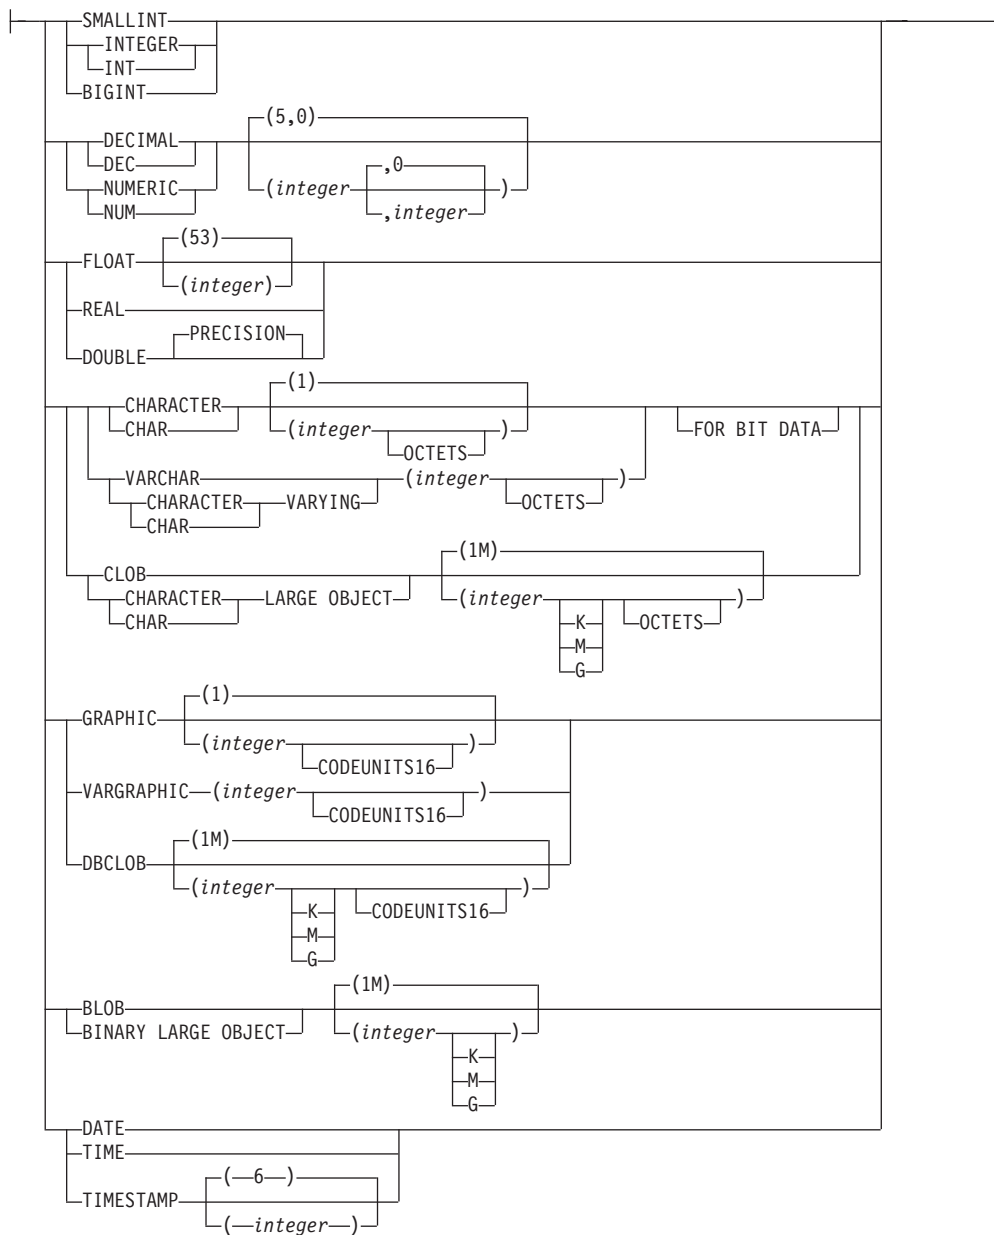 SMALLINT
INTEGER
INT
BIGINT
(5,0)
DECIMAL
DEC
,0
NUMERIC
(integer )
NUM
,integer
(53)
FLOAT
(integer)
REAL
PRECISION
DOUBLE
(1)
CHARACTER
CHAR
(integer )
FOR BIT DATA
OCTETS
VARCHAR
(integer )
CHARACTER VARYING
OCTETS
CHAR
(1M)
CLOB
CHARACTER LARGE OBJECT
(integer )
CHAR
K
OCTETS
M
G
(1)
GRAPHIC
(integer )
CODEUNITS16
VARGRAPHIC (integer )
CODEUNITS16
(1M)
DBCLOB
(integer )
K
CODEUNITS16
M
G
(1M)
BLOB
BINARY LARGE OBJECT
(integer )
K
M
G
DATE
TIME
( 6 )
TIMESTAMP
( integer )